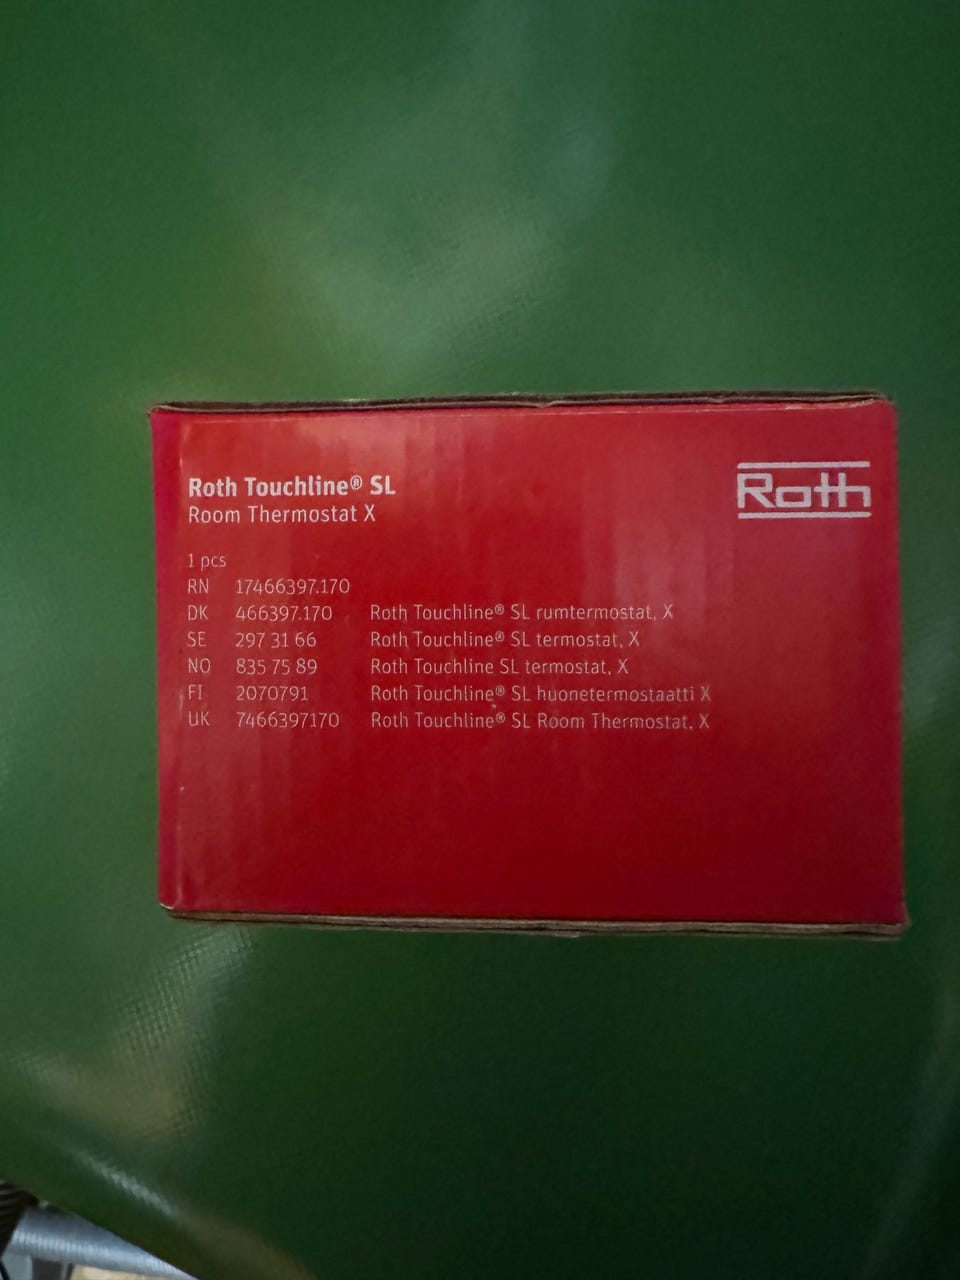 Roth Touchline® SL
Room Thermostat X
Roth
1 pcs
RN 17466397.170
DK 466397.170 Roth Touchline® SL rumtermostat, X
SE 297 31 66 Roth Touchline® SL termostat, X
NO 835 75 89 Roth Touchline SL termostat, X
FI 2070791 Roth Touchline® SL huonetermostaatti X
UK 7466397170 Roth Touchline® SL Room Thermostat, X